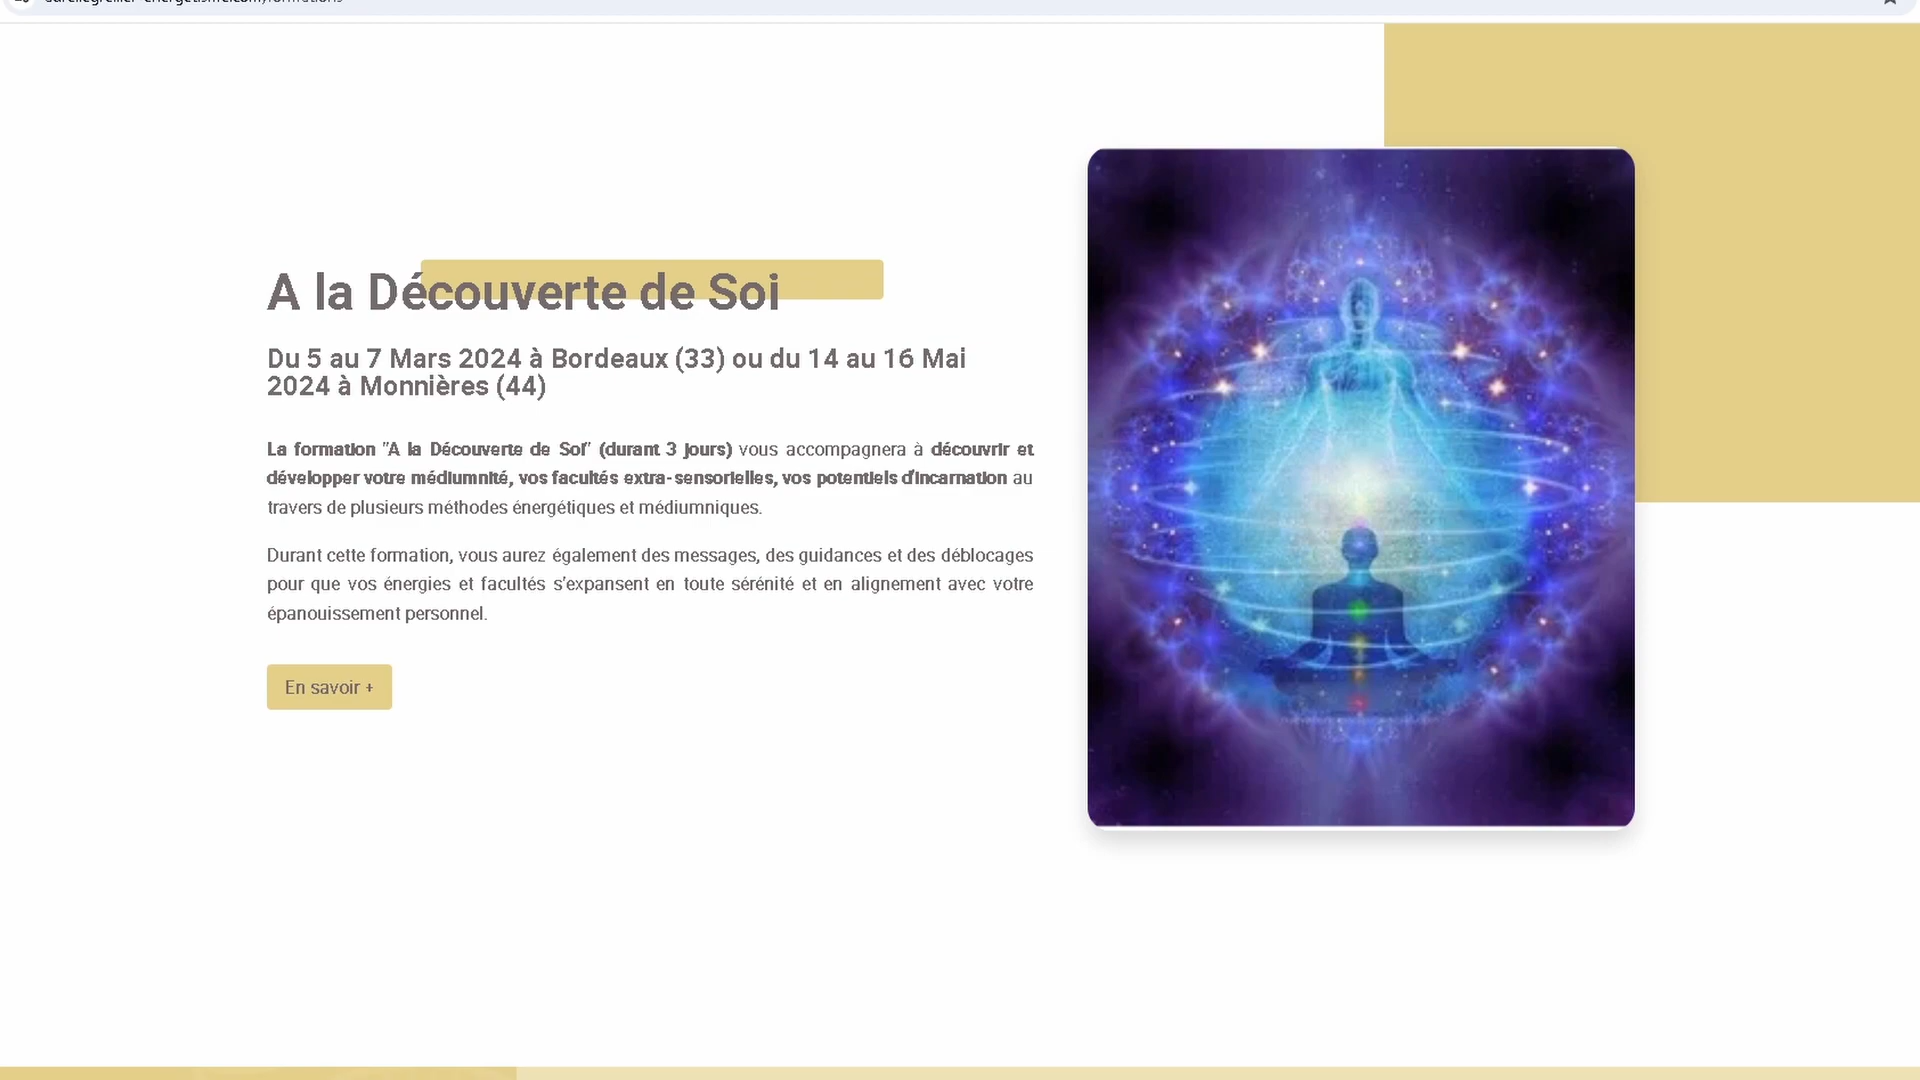 A la Découverte de Soi
Du 5 au 7 Mars 2024 à Bordeaux (33) ou du 14 au 16 Mai
2024 à Monnières (44)
La formation "A la Découverte de Soi" (durant 3 jours) vous accompagnera à découvrir et
développer votre médiumnité, vos facultés extra-sensorielles, vos potentiels d'incarnation au
travers de plusieurs méthodes énergétiques et médiumniques.
Durant cette formation, vous aurez également des messages, des guidances et des déblocages
pour que vos énergies et facultés s'expansent en toute sérénité et en alignement avec votre
épanouissement personnel.
En savoir +